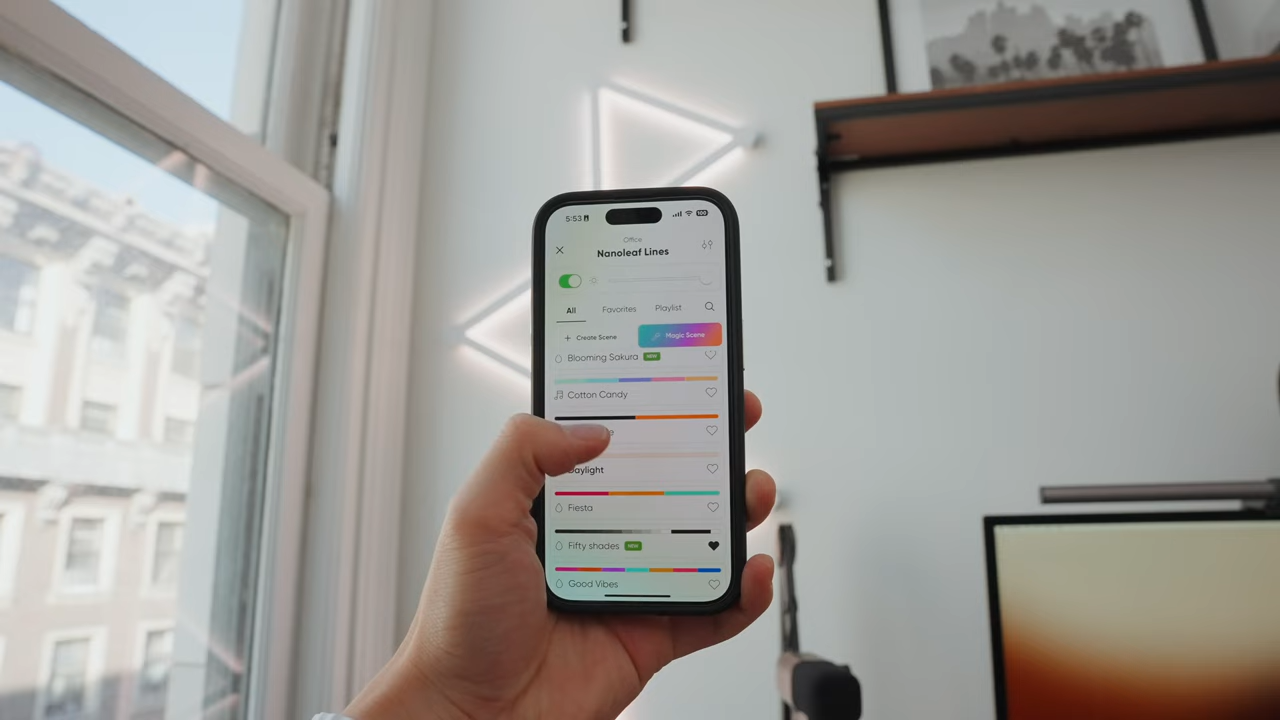 5:53
100
Office
Nanoleaf Lines
All Favorites Playlist
+ Create Scene Magic Scene
Blooming Sakura NEW
Cotton Candy
Daylight
Fiesta
Fifty shades NEW
Good Vibes